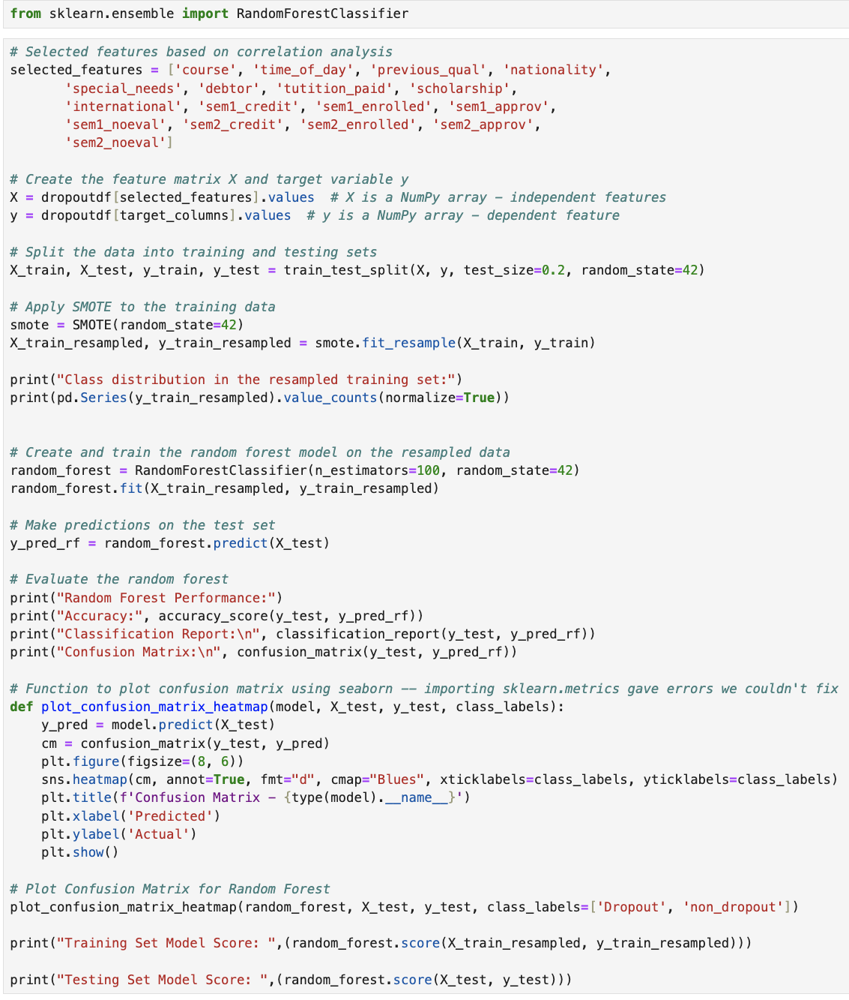 from sklearn.ensemble import RandomForestClassifier
# Selected features based on correlation analysis
selected_features = ['course', 'time_of_day', 'previous_qual', 'nationality',
       'special_needs', 'debtor', 'tutition_paid', 'scholarship',
       'international', 'sem1_credit', 'sem1_enrolled', 'sem1_approv',
       'sem1_noeval', 'sem2_credit', 'sem2_enrolled', 'sem2_approv',
       'sem2_noeval']
# Create the feature matrix X and target variable y
X = dropoutdf[selected_features].values  # X is a NumPy array – independent features
y = dropoutdf[target_columns].values  # y is a NumPy array – dependent feature
# Split the data into training and testing sets
X_train, X_test, y_train, y_test = train_test_split(X, y, test_size=0.2, random_state=42)
# Apply SMOTE to the training data
smote = SMOTE(random_state=42)
X_train_resampled, y_train_resampled = smote.fit_resample(X_train, y_train)
print("Class distribution in the resampled training set:")
print(pd.Series(y_train_resampled).value_counts(normalize=True))
# Create and train the random forest model on the resampled data
random_forest = RandomForestClassifier(n_estimators=100, random_state=42)
random_forest.fit(X_train_resampled, y_train_resampled)
# Make predictions on the test set
y_pred_rf = random_forest.predict(X_test)
# Evaluate the random forest
print("Random Forest Performance:")
print("Accuracy:", accuracy_score(y_test, y_pred_rf))
print("Classification Report:\n", classification_report(y_test, y_pred_rf))
print("Confusion Matrix:\n", confusion_matrix(y_test, y_pred_rf))
# Function to plot confusion matrix using seaborn -- importing sklearn.metrics gave errors we couldn't fix
def plot_confusion_matrix_heatmap(model, X_test, y_test, class_labels):
    y_pred = model.predict(X_test)
    cm = confusion_matrix(y_test, y_pred)
    plt.figure(figsize=(8, 6))
    sns.heatmap(cm, annot=True, fmt="d", cmap="Blues", xticklabels=class_labels, yticklabels=class_labels)
    plt.title(f'Confusion Matrix – {type(model).__name__}')
    plt.xlabel('Predicted')
    plt.ylabel('Actual')
    plt.show()
# Plot Confusion Matrix for Random Forest
plot_confusion_matrix_heatmap(random_forest, X_test, y_test, class_labels=['Dropout', 'non_dropout'])
print("Training Set Model Score: ",(random_forest.score(X_train_resampled, y_train_resampled)))
print("Testing Set Model Score: ",(random_forest.score(X_test, y_test)))